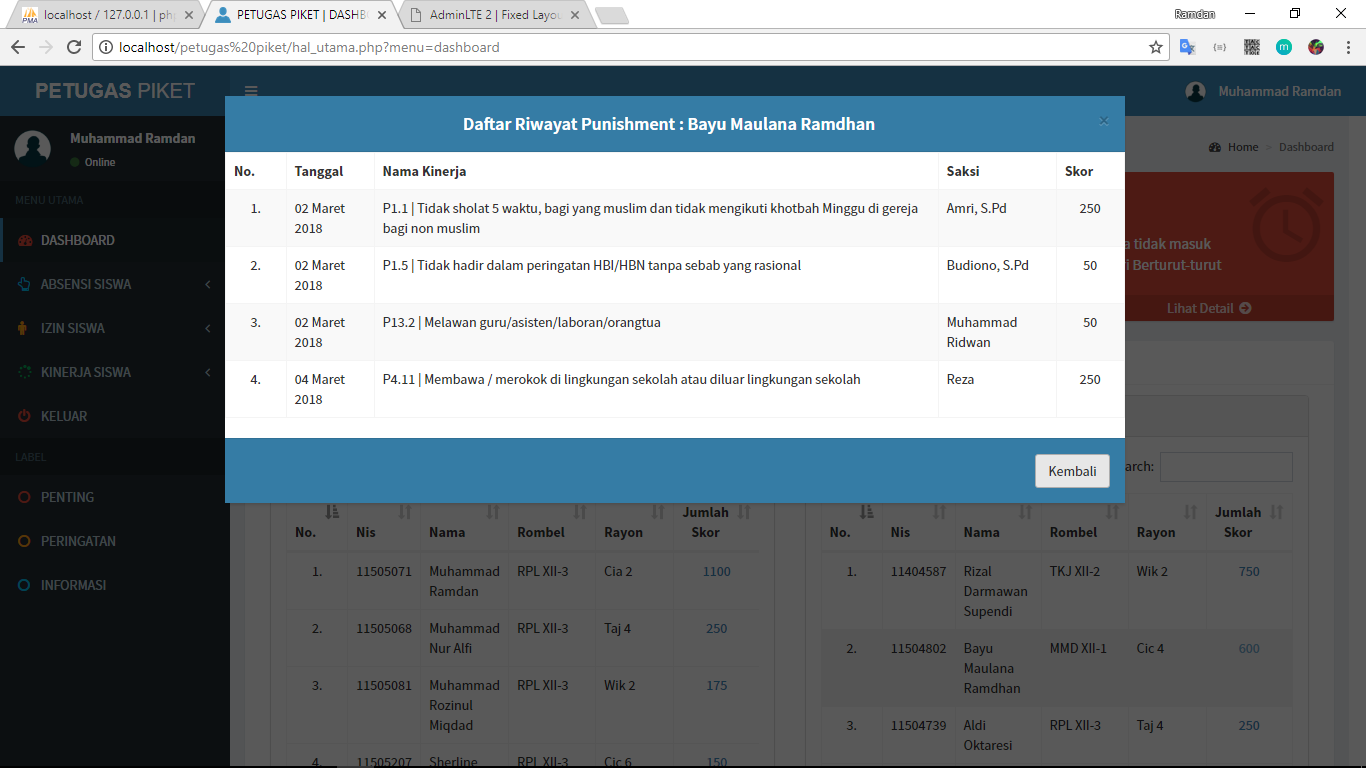 localhost / 127.0.0.1 | ph
PETUGAS PIKET | DASHB
AdminLTE 2 | Fixed Layou
Ramdan
localhost/petugas%20piket/hal_utama.php?menu=dashboard
PETUGAS PIKET
Muhammad Ramdan
Muhammad Ramdan
Online
Home > Dashboard
MENU UTAMA
DASHBOARD
ABSENSI SISWA
IZIN SISWA
KINERJA SISWA
KELUAR
LABEL
PENTING
PERINGATAN
INFORMASI
a tidak masuk
i Berturut-turut
Lihat Detail
Daftar Riwayat Punishment : Bayu Maulana Ramdhan
×
No. Tanggal Nama Kinerja Saksi Skor
1. 02 Maret P1.1 | Tidak sholat 5 waktu, bagi yang muslim dan tidak mengikuti khotbah Minggu di gereja Amri, S.Pd 250
2018 bagi non muslim
2. 02 Maret P1.5 | Tidak hadir dalam peringatan HBI/HBN tanpa sebab yang rasional Budiono, S.Pd 50
2018
3. 02 Maret P13.2 | Melawan guru/asisten/laboran/orangtua Muhammad 50
2018 Ridwan
4. 04 Maret P4.11 | Membawa / merokok di lingkungan sekolah atau diluar lingkungan sekolah Reza 250
2018
Kembali
arch:
Jumlah
No. Nis Nama Rombel Rayon Skor
1. 11505071 Muhammad RPL XII-3 Cia 2 1100
Ramdan
2. 11505068 Muhammad RPL XII-3 Taj 4 250
Nur Alfi
3. 11505081 Muhammad RPL XII-3 Wik 2 175
Rozinul
Miqdad
4. 11505207 Sherline RPL XII-3 Cic 6 150
Jumlah
No. Nis Nama Rombel Rayon Skor
1. 11404587 Rizal TKJ XII-2 Wik 2 750
Darmawan
Supendi
2. 11504802 Bayu MMD XII-1 Cic 4 600
Maulana
Ramdhan
3. 11504739 Aldi RPL XII-3 Taj 4 250
Oktaresi